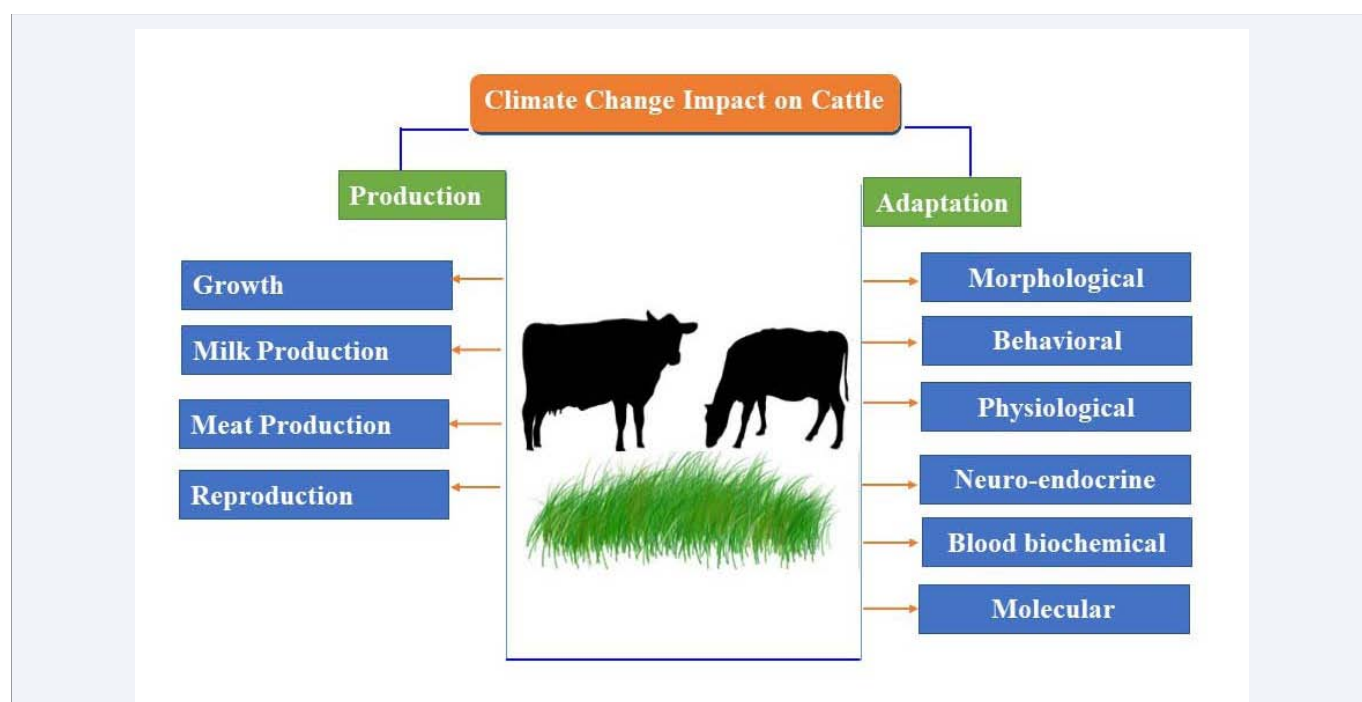 Climate Change Impact on Cattle
Production
Growth
Milk Production
Meat Production
Reproduction
Adaptation
Morphological
Behavioral
Physiological
Neuro-endocrine
Blood biochemical
Molecular